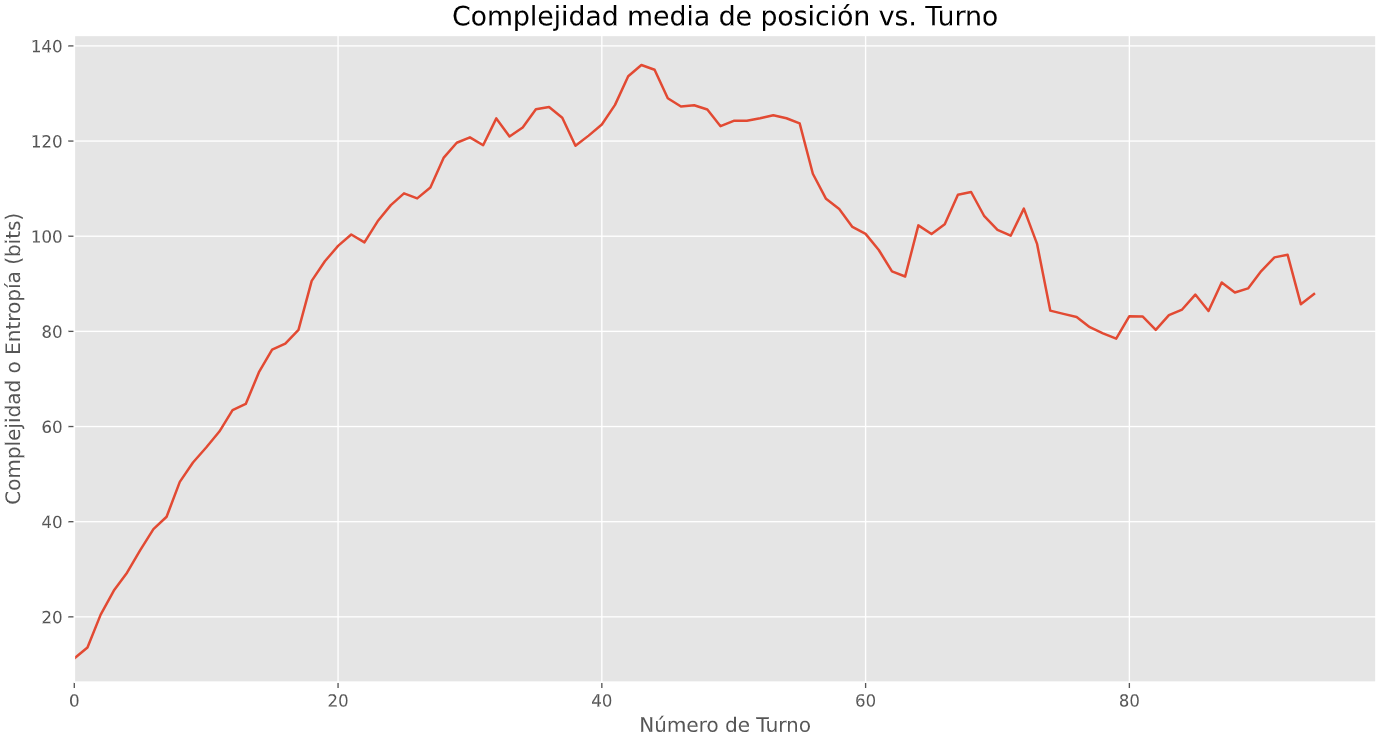 Complejidad media de posición vs. Turno
Complejidad o Entropía (bits)
140
120
100
80
60
40
20
0 20 40 60 80
Número de Turno